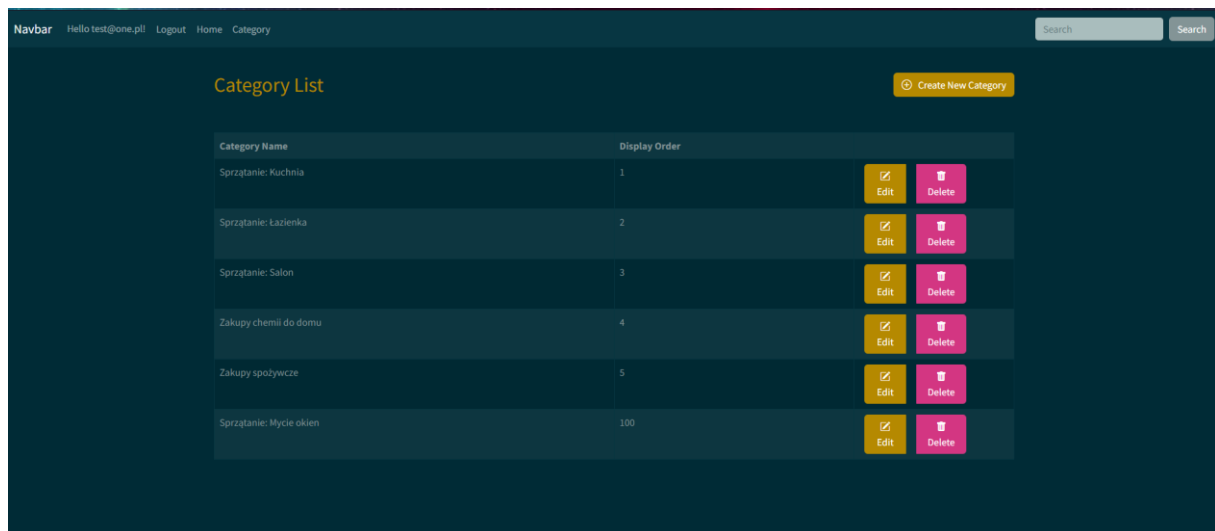 Navbar Hello test@one.pl! Logout Home Category Search Search
Category List Create New Category
Category Name Display Order
Sprzątanie: Kuchnia 1 Edit Delete
Sprzątanie: Łazienka 2 Edit Delete
Sprzątanie: Salon 3 Edit Delete
Zakupy chemii do domu 4 Edit Delete
Zakupy spożywcze 5 Edit Delete
Sprzątanie: Mycie okien 100 Edit Delete